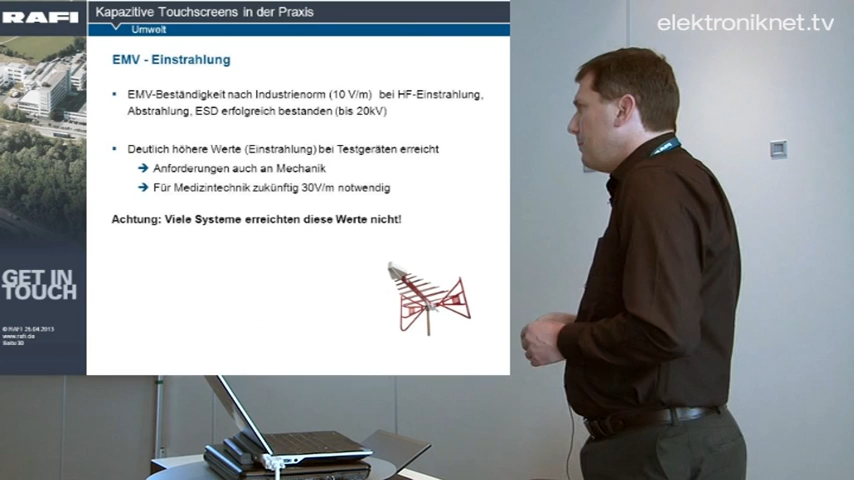 RAFI
Kapazitive Touchscreens in der Praxis
Umwelt
elektroniknet.tv
EMV - Einstrahlung
EMV-Beständigkeit nach Industrienorm (10 V/m) bei HF-Einstrahlung,
Abstrahlung, ESD erfolgreich bestanden (bis 20kV)
Deutlich höhere Werte (Einstrahlung) bei Testgeräten erreicht
Anforderungen auch an Mechanik
Für Medizintechnik zukünftig 30V/m notwendig
Achtung: Viele Systeme erreichten diese Werte nicht!
GET IN
TOUCH
© RAFI 25.04.2013
www.rafi.de
Seite 30